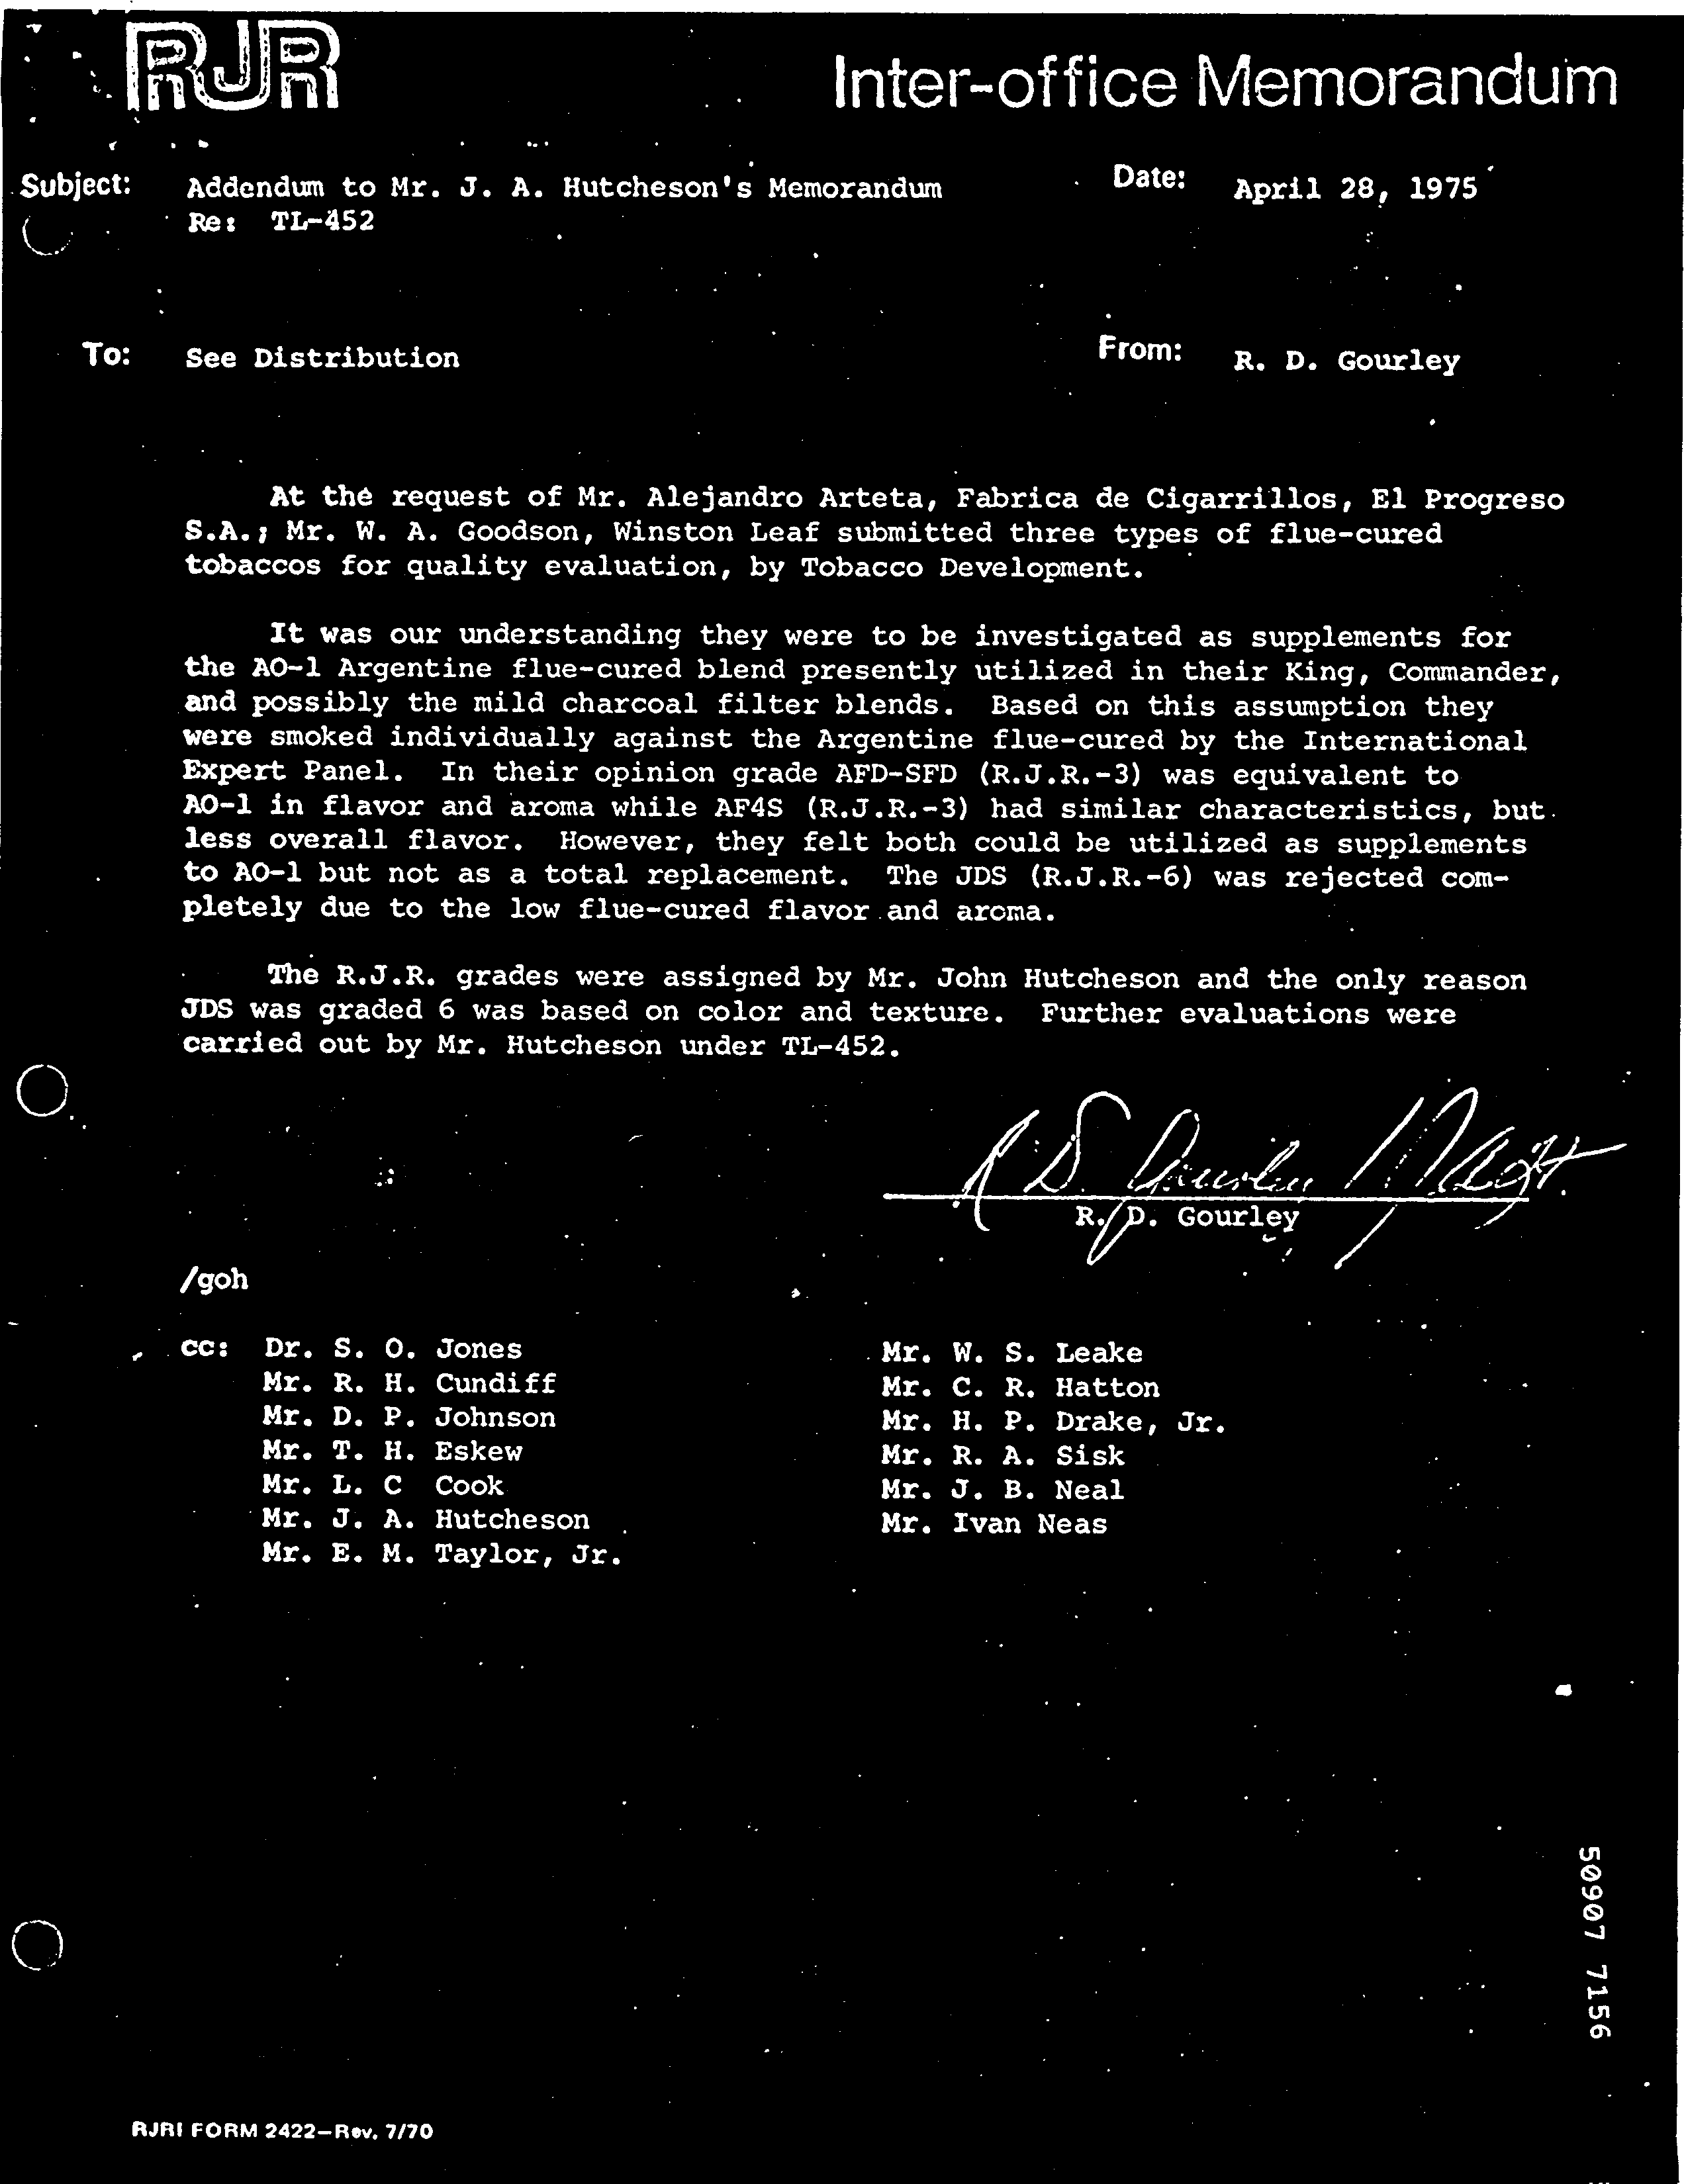 RJR
Inter-office Memorandum
Subject: Addendum to Mr. J. A. Hutcheson's Memorandum
Re: TL-452
Date: April 28, 1975
To: See Distribution
From: R. D. Gourley
At the request of Mr. Alejandro Arteta, Fabrica de Cigarrillos, El Progreso
S.A.; Mr. W. A. Goodson, Winston Leaf submitted three types of flue-cured
tobaccos for quality evaluation, by Tobacco Development.
It was our understanding they were to be investigated as supplements for
the AO-1 Argentine flue-cured blend presently utilized in their King, Commander,
and possibly the mild charcoal filter blends. Based on this assumption they
were smoked individually against the Argentine flue-cured by the International
Expert Panel. In their opinion grade AFD-SFD (R.J.R.-3) was equivalent to
AO-1 in flavor and aroma while AF4S (R.J.R.-3) had similar characteristics, but
less overall flavor. However, they felt both could be utilized as supplements
to AO-1 but not as a total replacement. The JDS (R.J.R.-6) was rejected com-
pletely due to the low flue-cured flavor and aroma.
The R.J.R. grades were assigned by Mr. John Hutcheson and the only reason
JDS was graded 6 was based on color and texture. Further evaluations were
carried out by Mr. Hutcheson under TL-452.
R D Gourley
R. D. Gourley
/goh
cc: Dr. S. O. Jones
Mr. R. H. Cundiff
Mr. D. P. Johnson
Mr. T. H. Eskew
Mr. L. C Cook
Mr. J. A. Hutcheson
Mr. E. M. Taylor, Jr.
Mr. W. S. Leake
Mr. C. R. Hatton
Mr. H. P. Drake, Jr.
Mr. R. A. Sisk
Mr. J. B. Neal
Mr. Ivan Neas
50907 7156
RJRI FORM 2422-Rev. 7/70